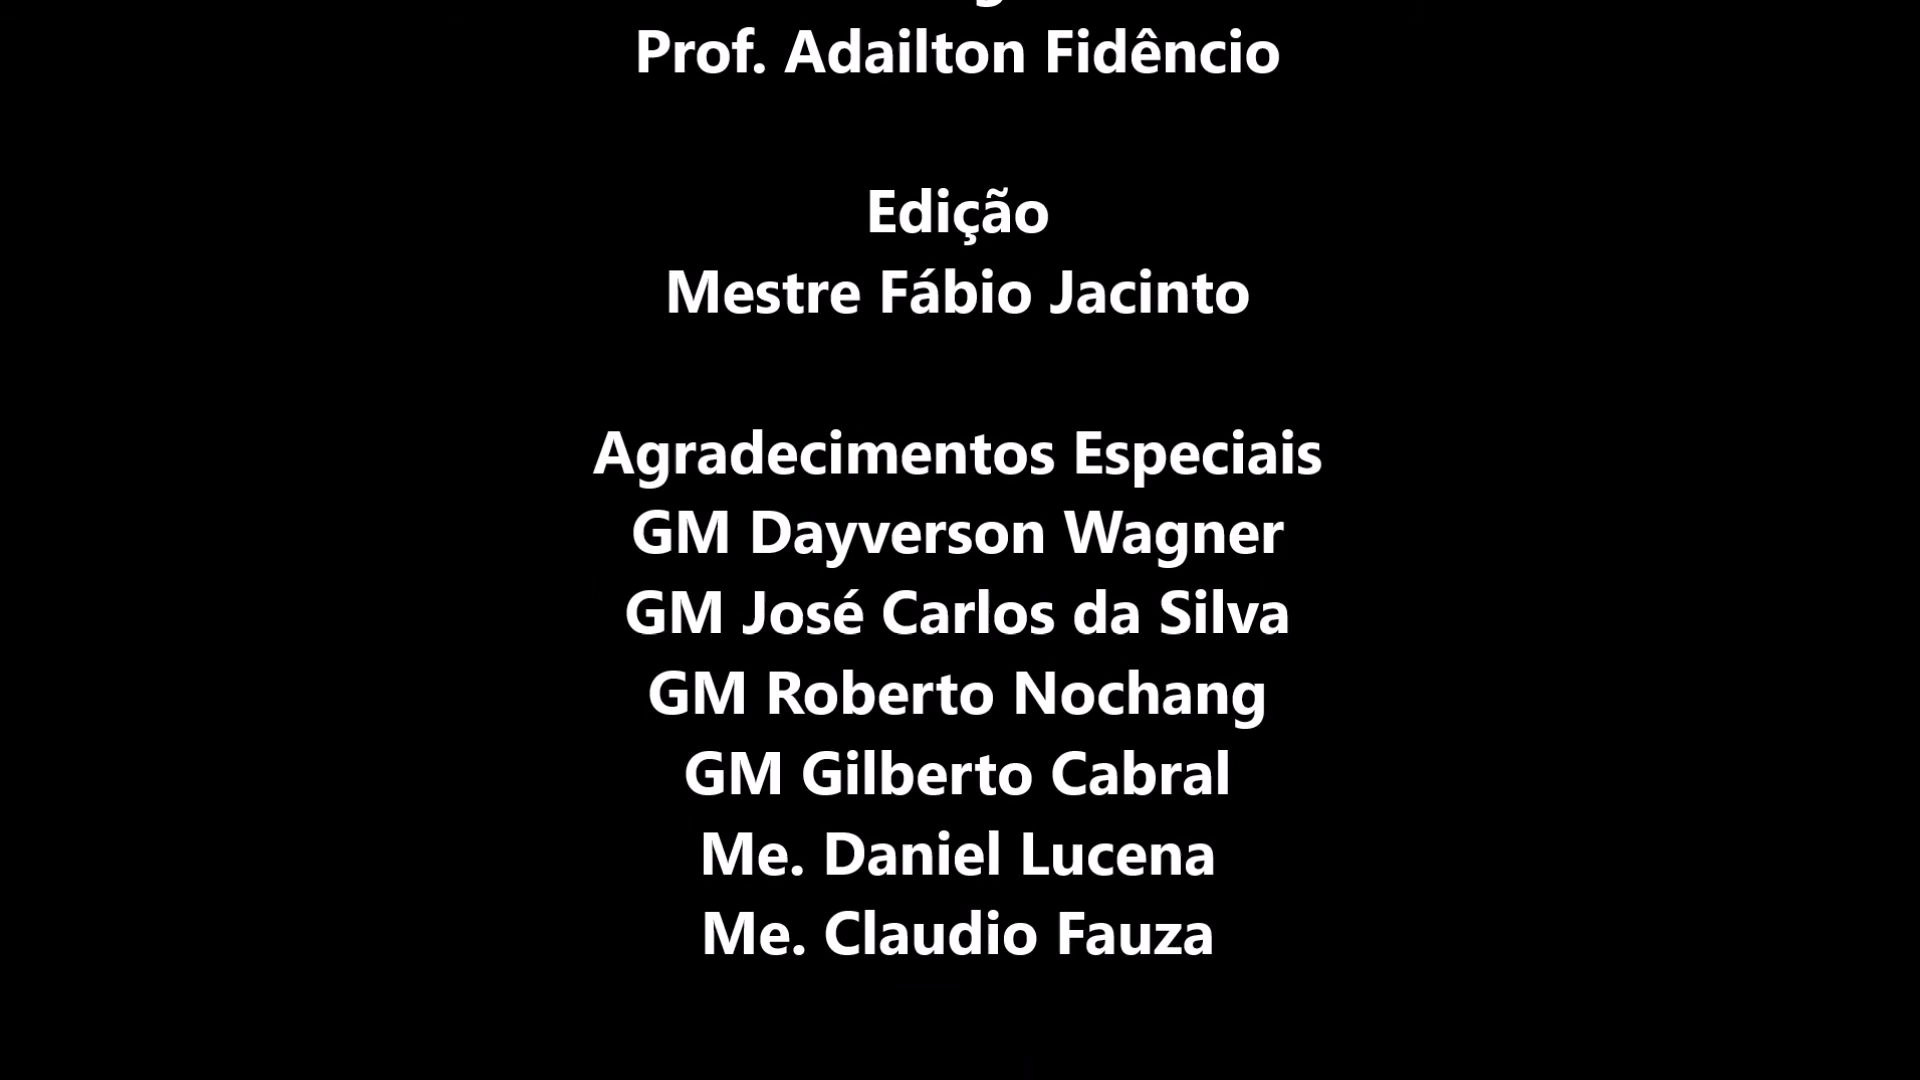 Prof. Adailton Fidêncio
Edição
Mestre Fábio Jacinto
Agradecimentos Especiais
GM Dayverson Wagner
GM José Carlos da Silva
GM Roberto Nochang
GM Gilberto Cabral
Me. Daniel Lucena
Me. Claudio Fauza